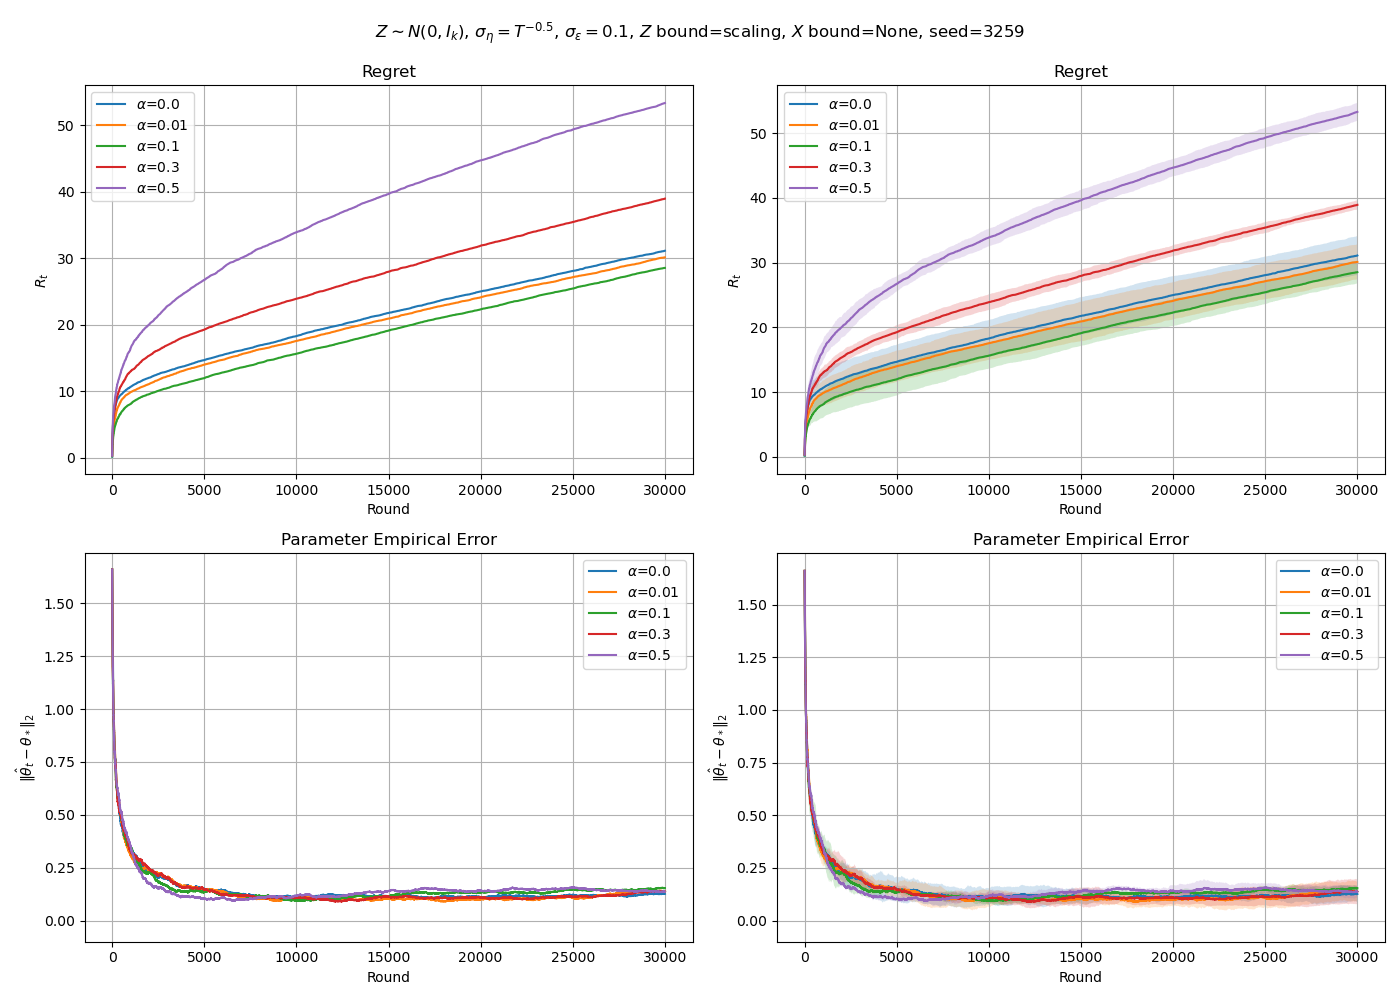 Z ∼ N(0, I_k), σ_η = T^{−0.5}, σ_ε = 0.1, Z bound=scaling, X bound=None, seed=3259
Regret
R_t
50
40
30
20
10
0
α=0.0
α=0.01
α=0.1
α=0.3
α=0.5
0 5000 10000 15000 20000 25000 30000
Round
Regret
R_t
50
40
30
20
10
0
α=0.0
α=0.01
α=0.1
α=0.3
α=0.5
0 5000 10000 15000 20000 25000 30000
Round
Parameter Empirical Error
‖θ̂_t − θ_*‖_2
1.50
1.25
1.00
0.75
0.50
0.25
0.00
α=0.0
α=0.01
α=0.1
α=0.3
α=0.5
0 5000 10000 15000 20000 25000 30000
Round
Parameter Empirical Error
‖θ̂_t − θ_*‖_2
1.50
1.25
1.00
0.75
0.50
0.25
0.00
α=0.0
α=0.01
α=0.1
α=0.3
α=0.5
0 5000 10000 15000 20000 25000 30000
Round